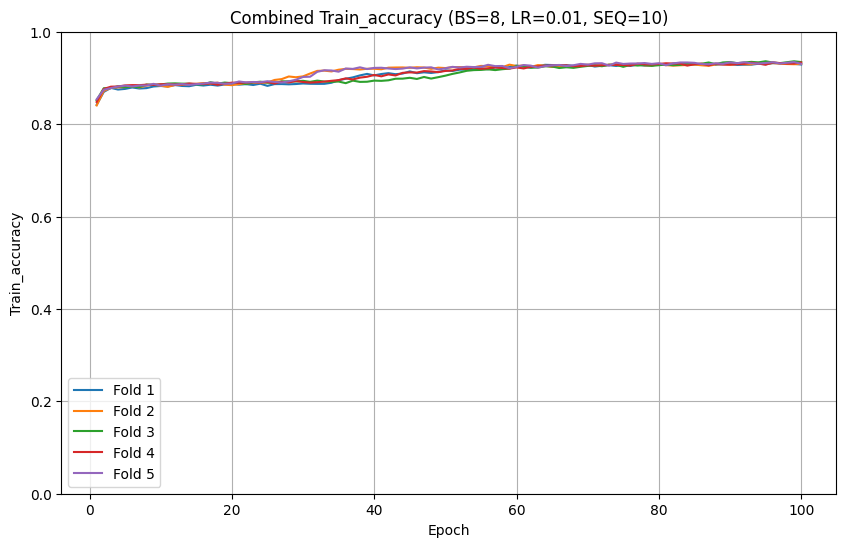 Combined Train_accuracy (BS=8, LR=0.01, SEQ=10)
1.0
0.8
0.6
0.4
0.2
0.0
Train_accuracy
Fold 1
Fold 2
Fold 3
Fold 4
Fold 5
0 20 40 60 80 100
Epoch